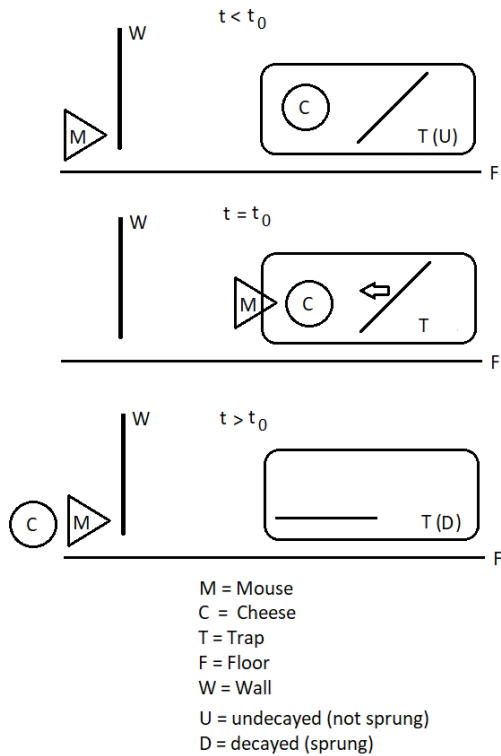 W
t < t0
C
M
T (U)
F
W
t = t0
M
C
T
F
W
t > t0
C
M
T (D)
F
M = Mouse
C = Cheese
T = Trap
F = Floor
W = Wall
U = undecayed (not sprung)
D = decayed (sprung)